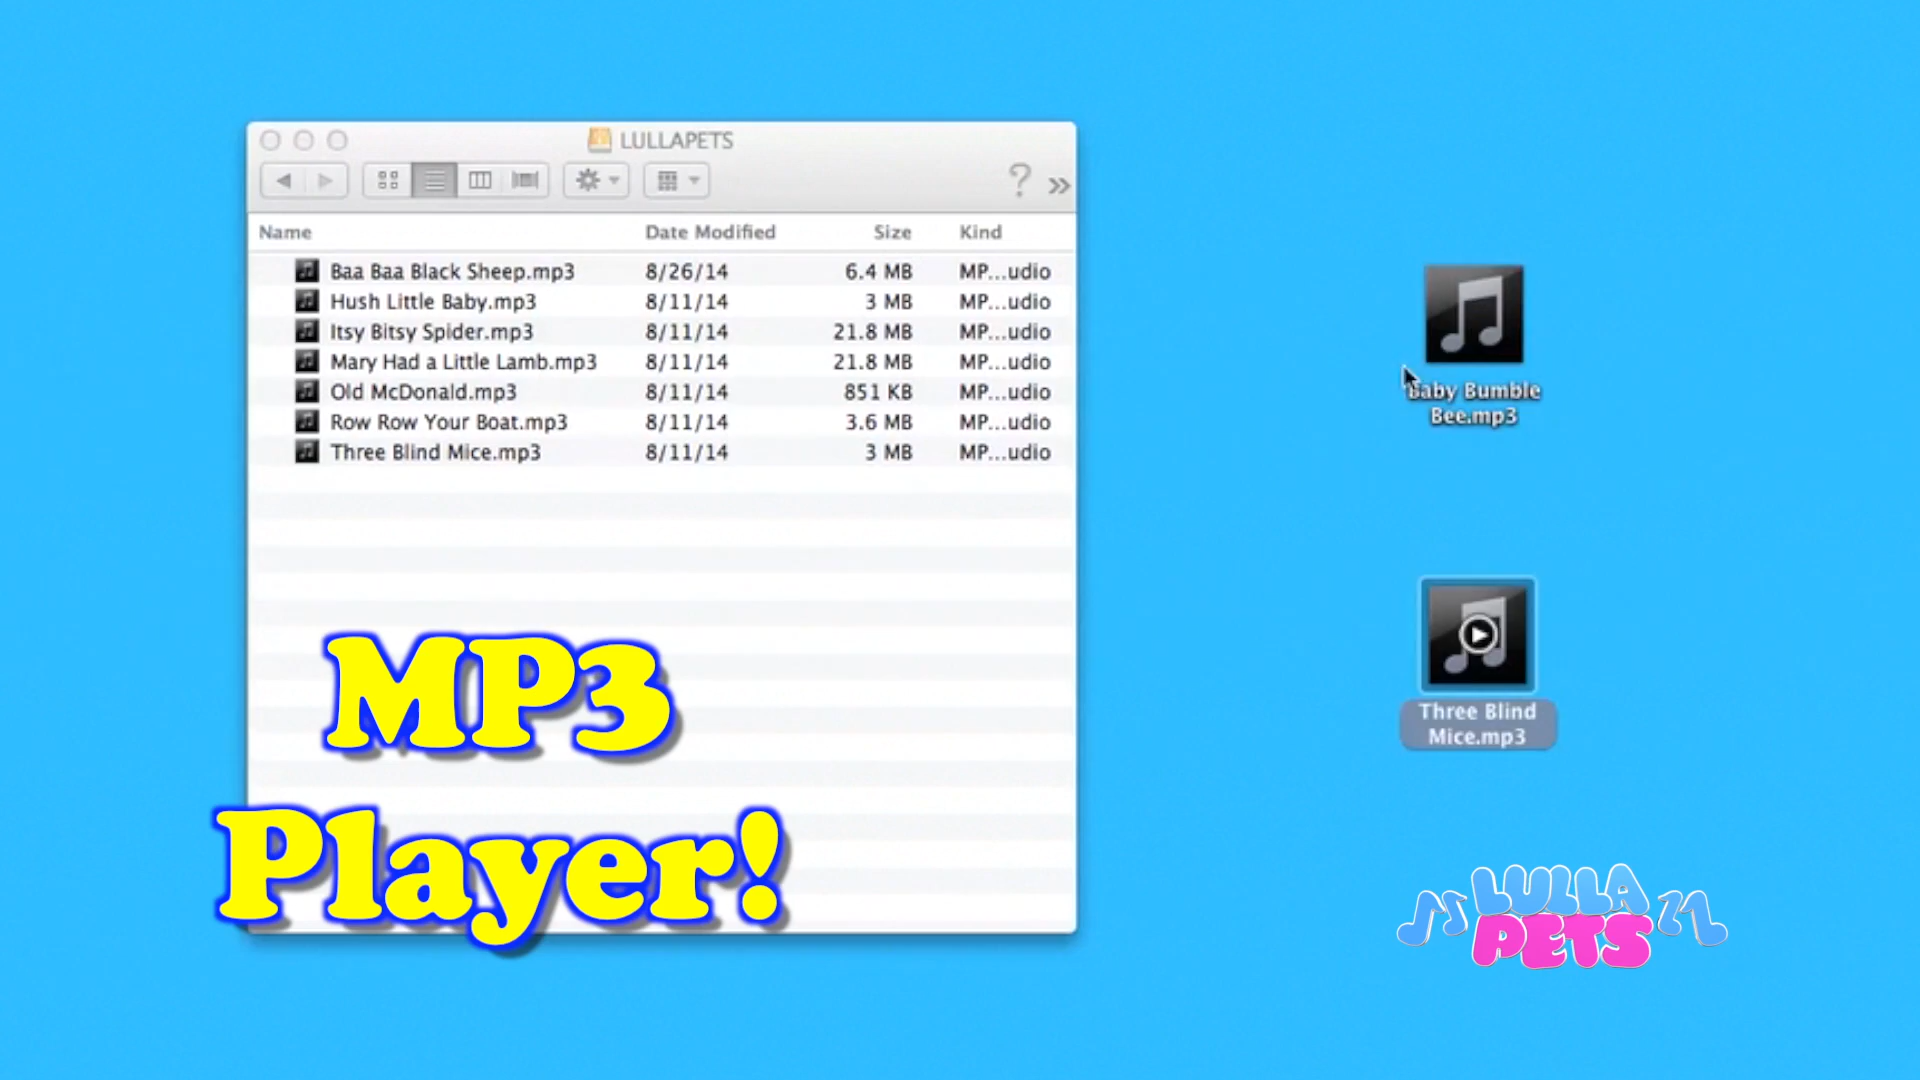 LULLAPETS
Name Date Modified Size Kind
Baa Baa Black Sheep.mp3 8/26/14 6.4 MB MP...udio
Hush Little Baby.mp3 8/11/14 3 MB MP...udio
Itsy Bitsy Spider.mp3 8/11/14 21.8 MB MP...udio
Mary Had a Little Lamb.mp3 8/11/14 21.8 MB MP...udio
Old McDonald.mp3 8/11/14 851 KB MP...udio
Row Row Your Boat.mp3 8/11/14 3.6 MB MP...udio
Three Blind Mice.mp3 8/11/14 3 MB MP...udio
Baby Bumble
Bee.mp3
Three Blind
Mice.mp3
MP3
Player!
LULLA
PETS